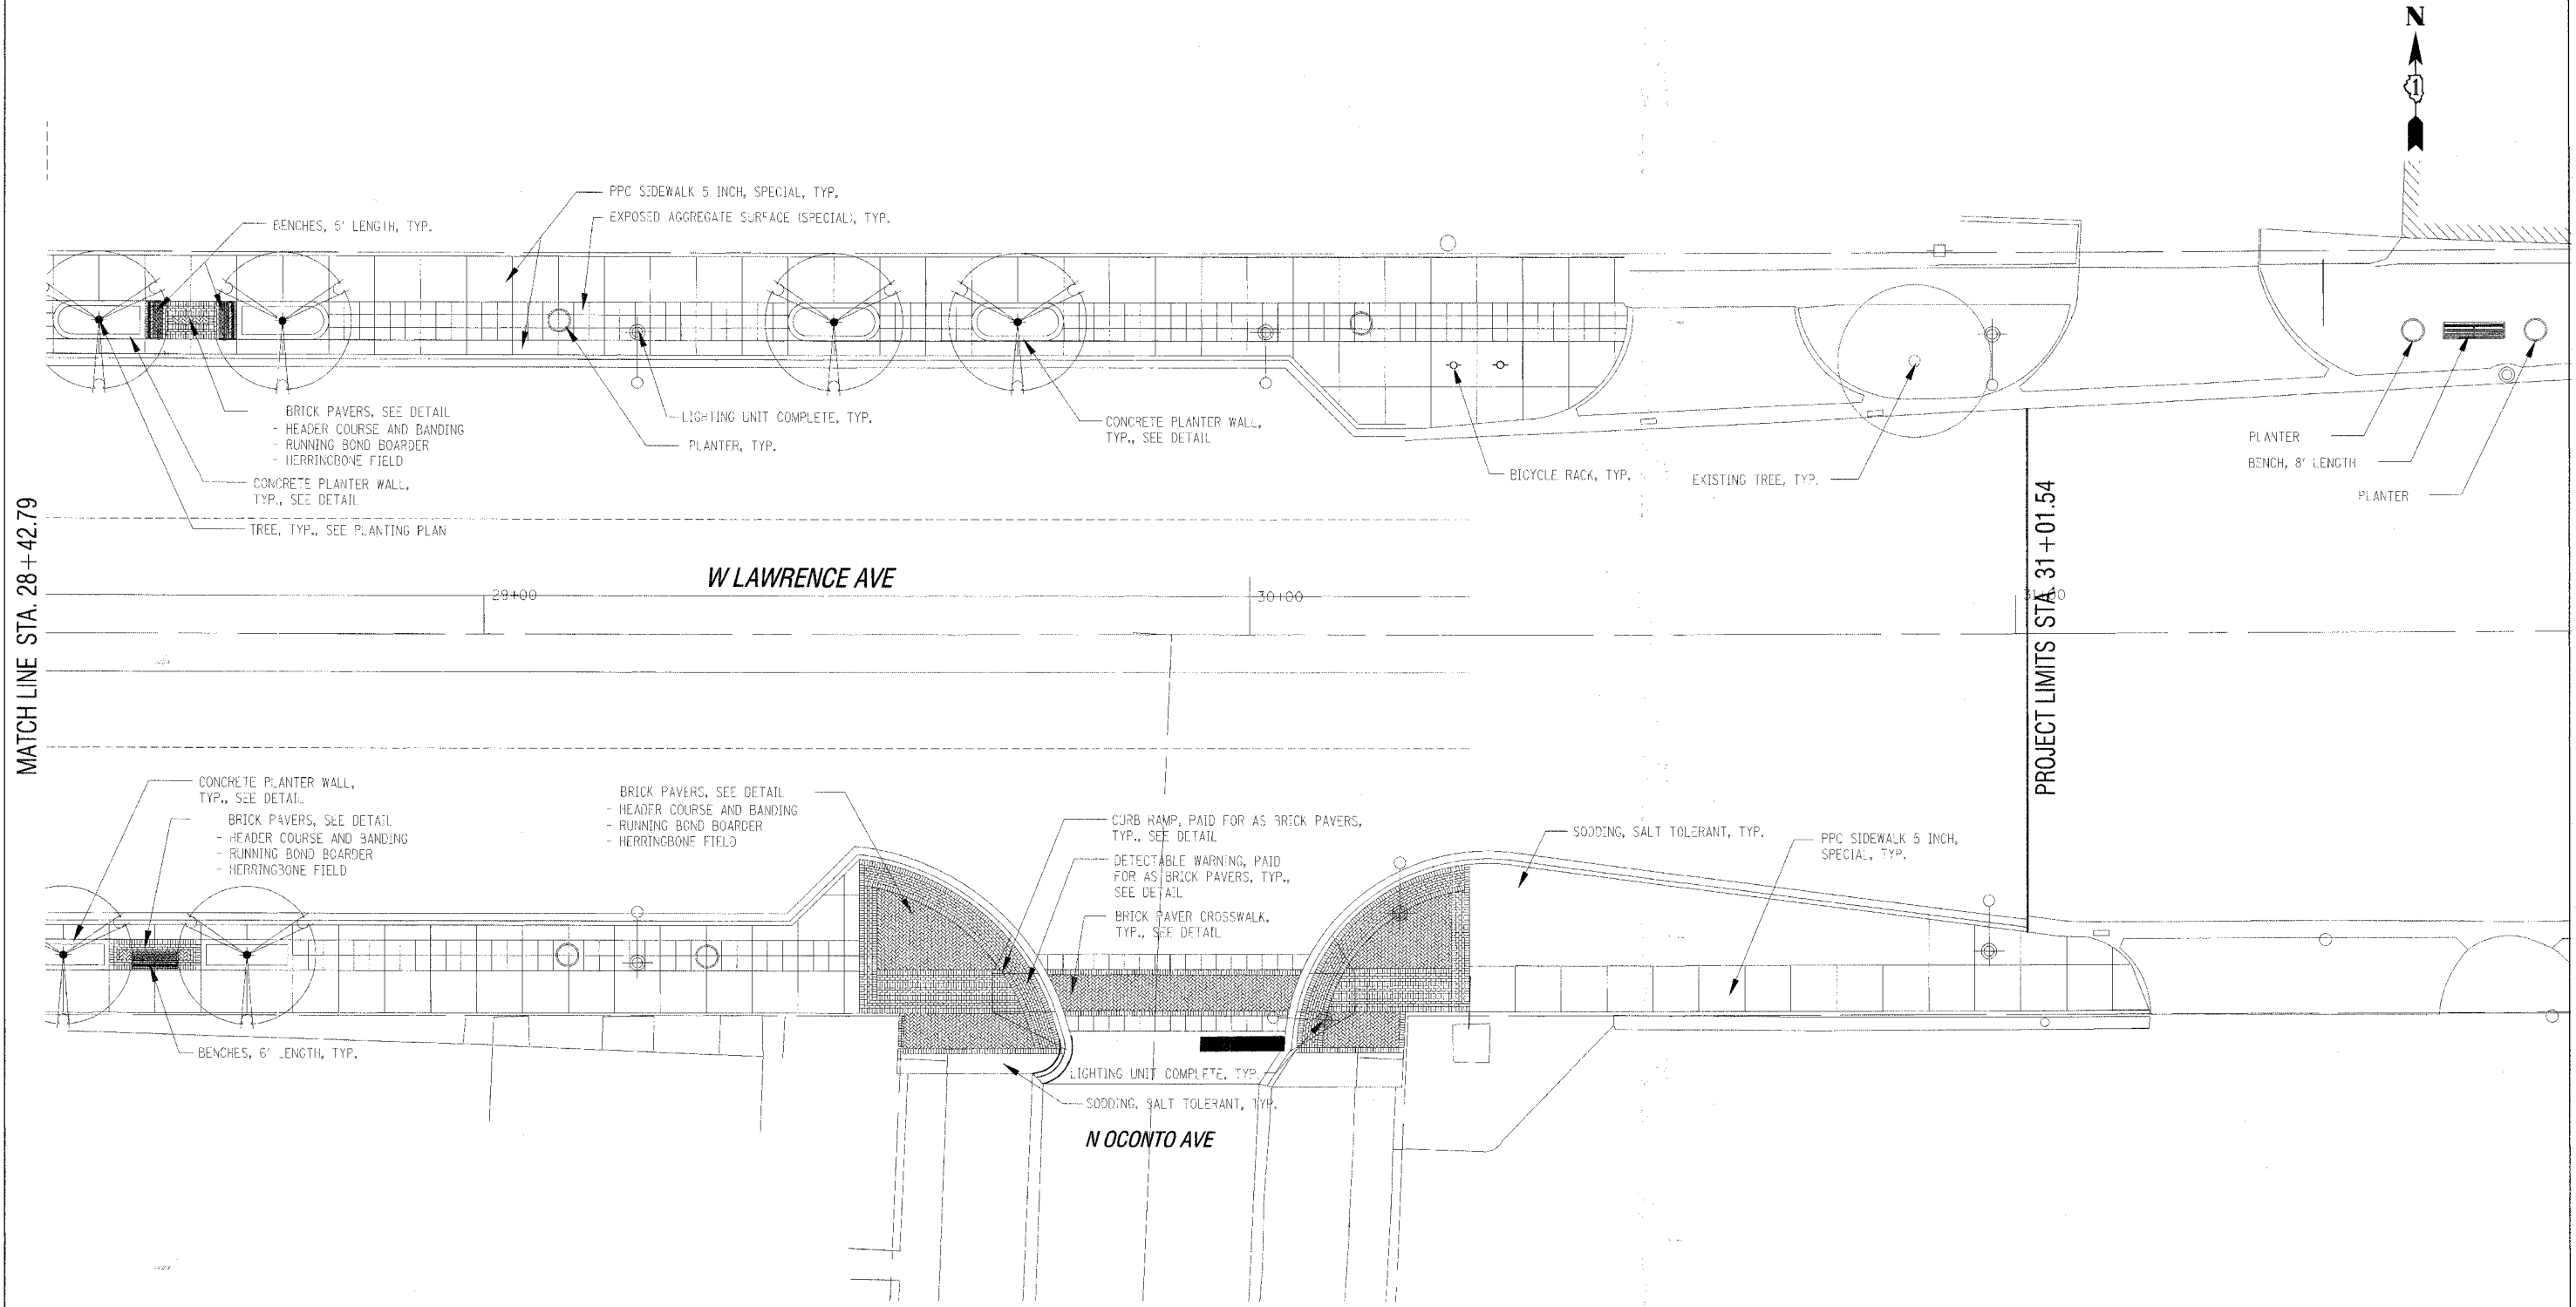 N
1
PPC SIDEWALK 5 INCH, SPECIAL, TYP.
EXPOSED AGGREGATE SURFACE (SPECIAL), TYP.
BENCHES, 5' LENGTH, TYP.
BRICK PAVERS, SEE DETAIL
- HEADER COURSE AND BANDING
- RUNNING BOND BOARDER
- HERRINGBONE FIELD
LIGHTING UNIT COMPLETE, TYP.
PLANTER, TYP.
CONCRETE PLANTER WALL,
TYP., SEE DETAIL
BICYCLE RACK, TYP.
EXISTING TREE, TYP.
PLANTER
BENCH, 8' LENGTH
PLANTER
CONCRETE PLANTER WALL,
TYP., SEE DETAIL
TREE, TYP., SEE PLANTING PLAN
MATCH LINE STA. 28+42.79
W LAWRENCE AVE
29+00
30+00
31+00
PROJECT LIMITS STA. 31+01.54
CONCRETE PLANTER WALL,
TYP., SEE DETAIL
BRICK PAVERS, SEE DETAIL
- HEADER COURSE AND BANDING
- RUNNING BOND BOARDER
- HERRINGBONE FIELD
BRICK PAVERS, SEE DETAIL
- HEADER COURSE AND BANDING
- RUNNING BOND BOARDER
- HERRINGBONE FIELD
CURB RAMP, PAID FOR AS BRICK PAVERS,
TYP., SEE DETAIL
DETECTABLE WARNING, PAID
FOR AS BRICK PAVERS, TYP.,
SEE DETAIL
BRICK PAVER CROSSWALK,
TYP., SEE DETAIL
SODDING, SALT TOLERANT, TYP.
PPC SIDEWALK 5 INCH,
SPECIAL, TYP.
BENCHES, 6' LENGTH, TYP.
LIGHTING UNIT COMPLETE, TYP.
SODDING, SALT TOLERANT, TYP.
N OCONTO AVE